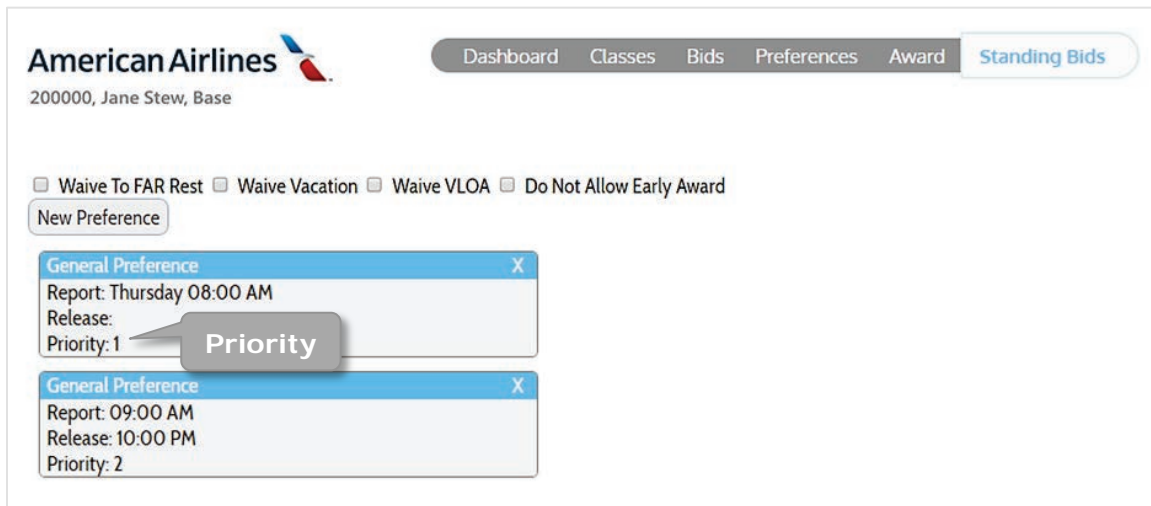 American Airlines
Dashboard Classes Bids Preferences Award Standing Bids
200000, Jane Stew, Base
Waive To FAR Rest Waive Vacation Waive VLOA Do Not Allow Early Award
New Preference
General Preference X
Report: Thursday 08:00 AM
Release:
Priority: 1 Priority
General Preference X
Report: 09:00 AM
Release: 10:00 PM
Priority: 2